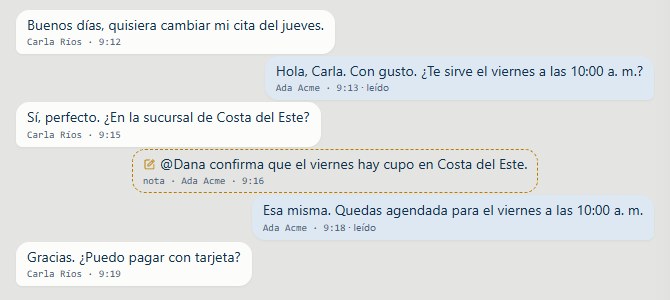 Buenos días, quisiera cambiar mi cita del jueves.
Carla Ríos · 9:12
Hola, Carla. Con gusto. ¿Te sirve el viernes a las 10:00 a. m.?
Ada Acme · 9:13 · leído
Sí, perfecto. ¿En la sucursal de Costa del Este?
Carla Ríos · 9:15
@Dana confirma que el viernes hay cupo en Costa del Este.
nota · Ada Acme · 9:16
Esa misma. Quedas agendada para el viernes a las 10:00 a. m.
Ada Acme · 9:18 · leído
Gracias. ¿Puedo pagar con tarjeta?
Carla Ríos · 9:19